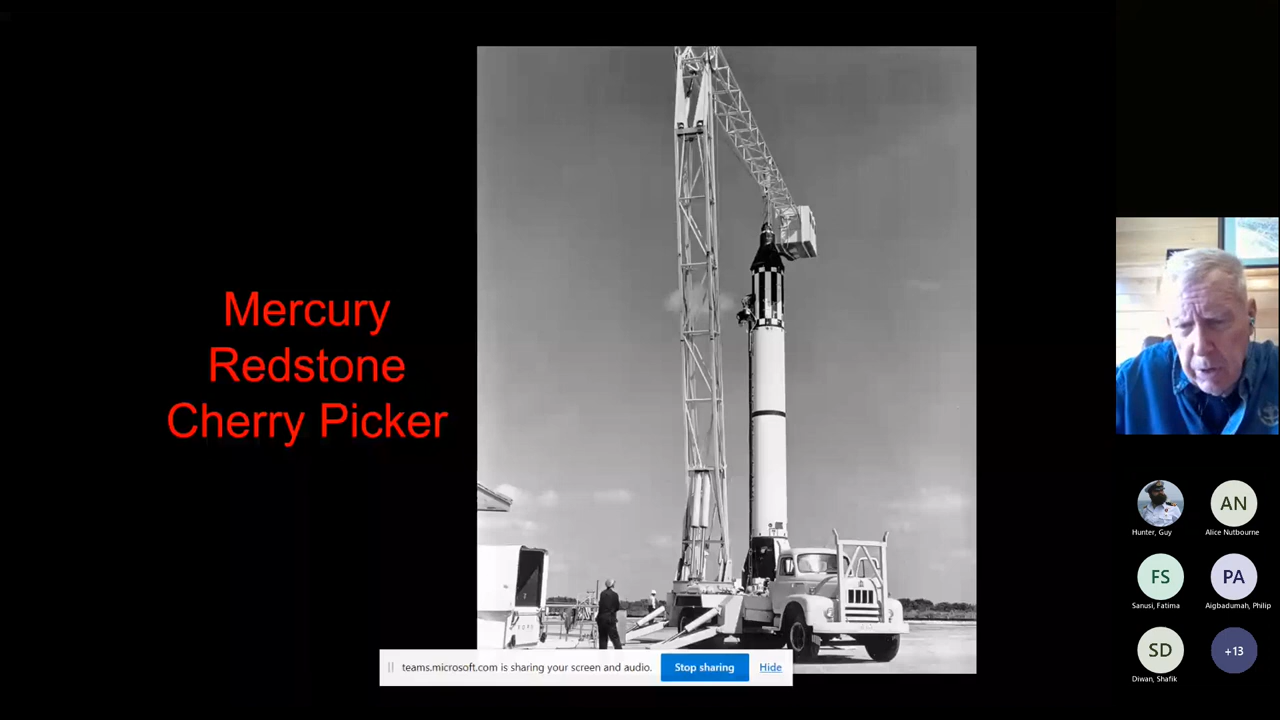 Mercury
Redstone
Cherry Picker
teams.microsoft.com is sharing your screen and audio.
Stop sharing
Hide
Hunter, Guy
AN
Alice Nutbourne
FS
Sanusi, Fatima
PA
Aigbadumah, Philip
SD
Diwan, Shafik
+13